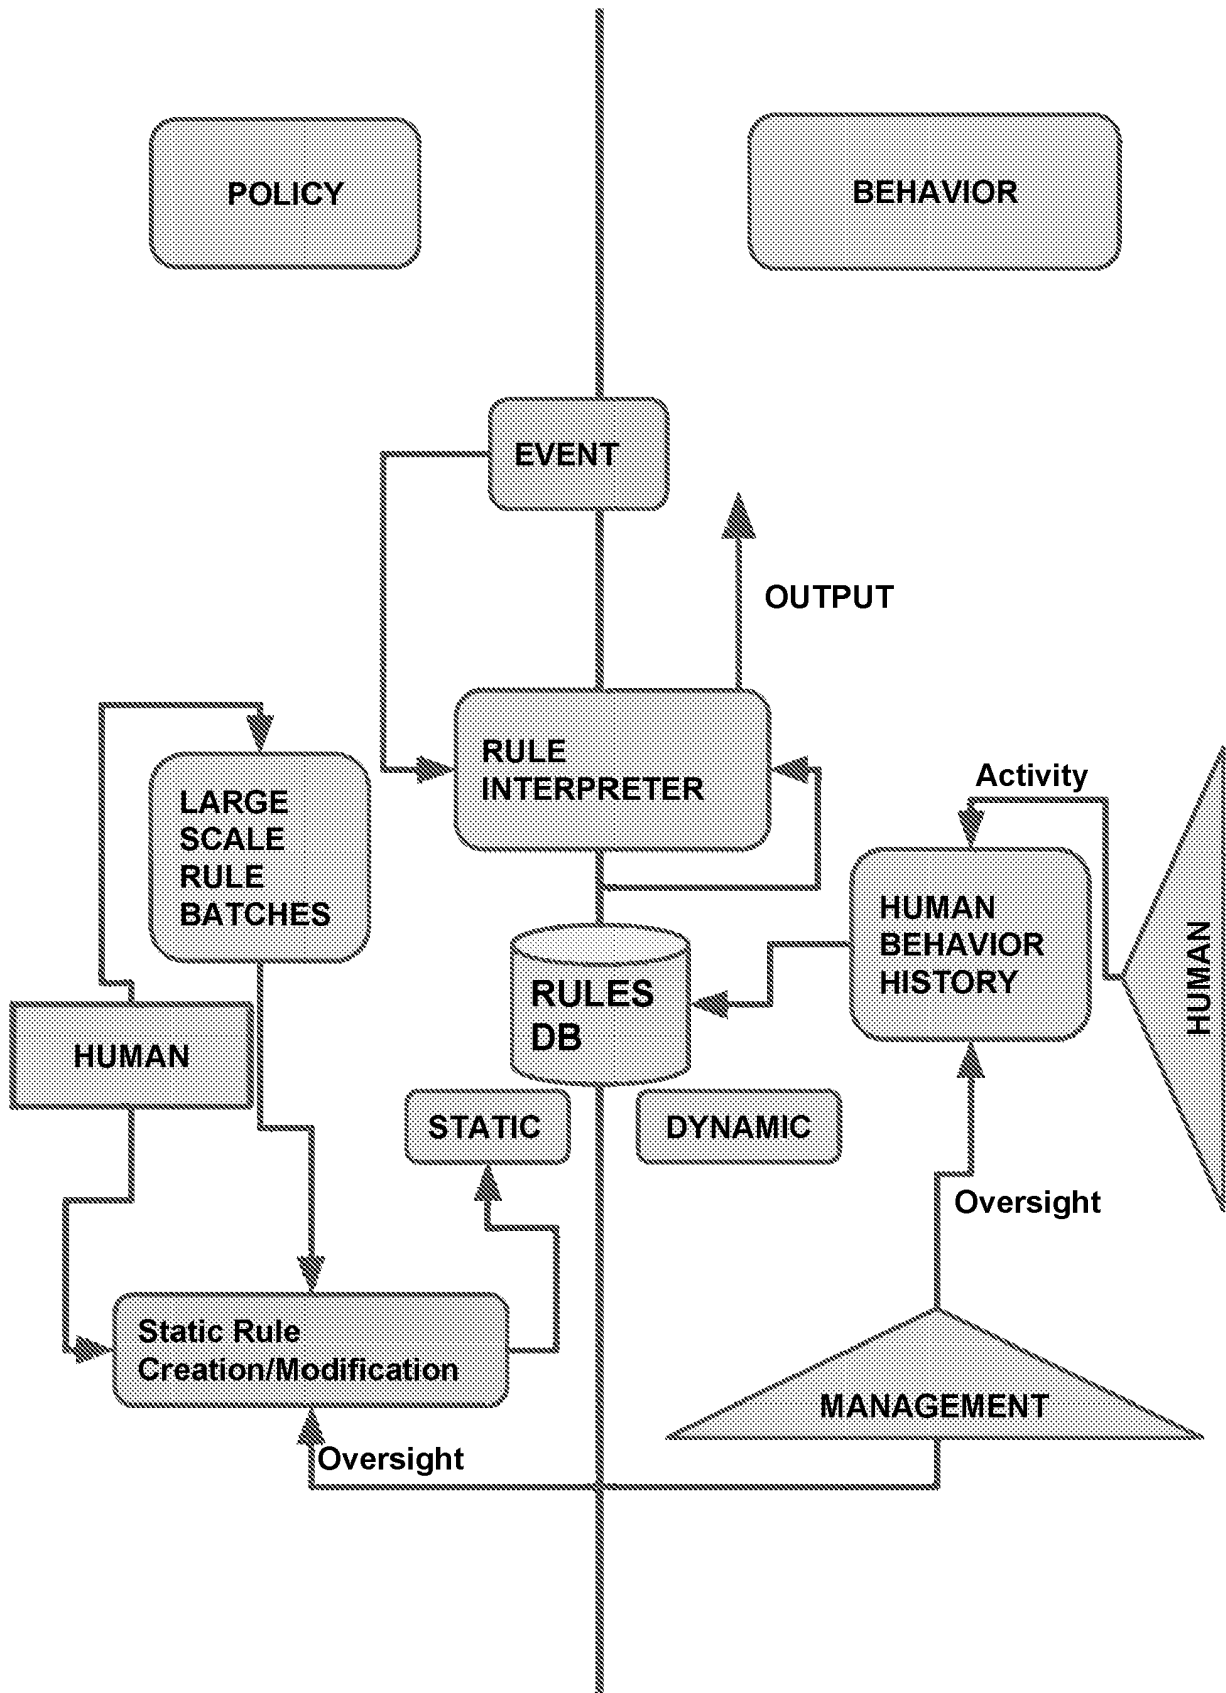 POLICY
BEHAVIOR
EVENT
OUTPUT
RULE
INTERPRETER
Activity
LARGE
SCALE
RULE
BATCHES
HUMAN
BEHAVIOR
HISTORY
HUMAN
RULES
DB
HUMAN
STATIC
DYNAMIC
Oversight
Static Rule
Creation/Modification
MANAGEMENT
Oversight